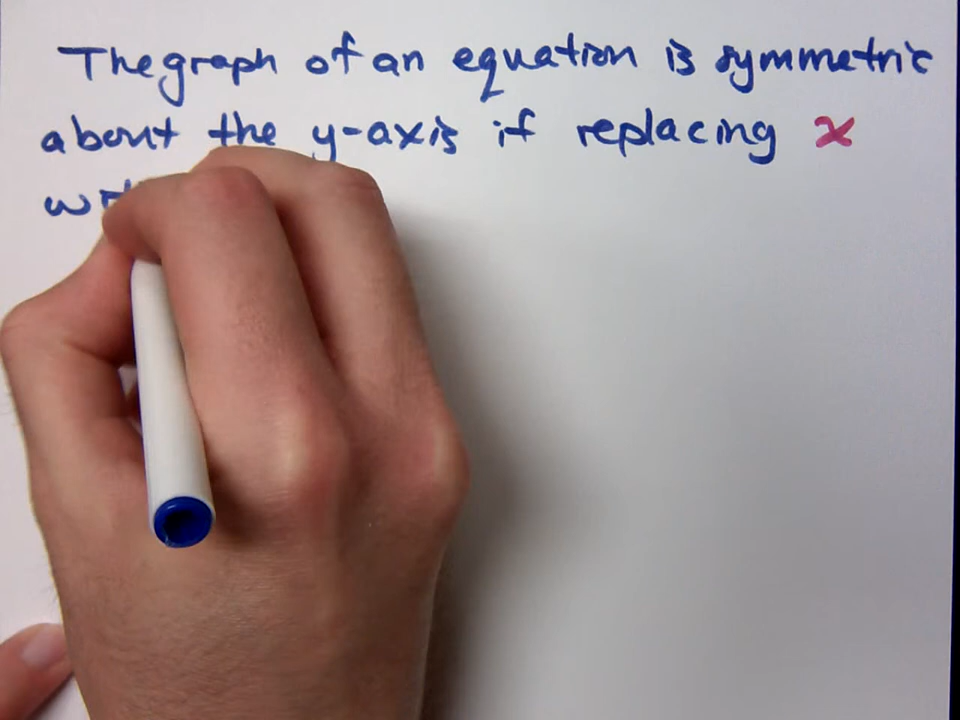 The graph of an equation is symmetric
about the y-axis if replacing x